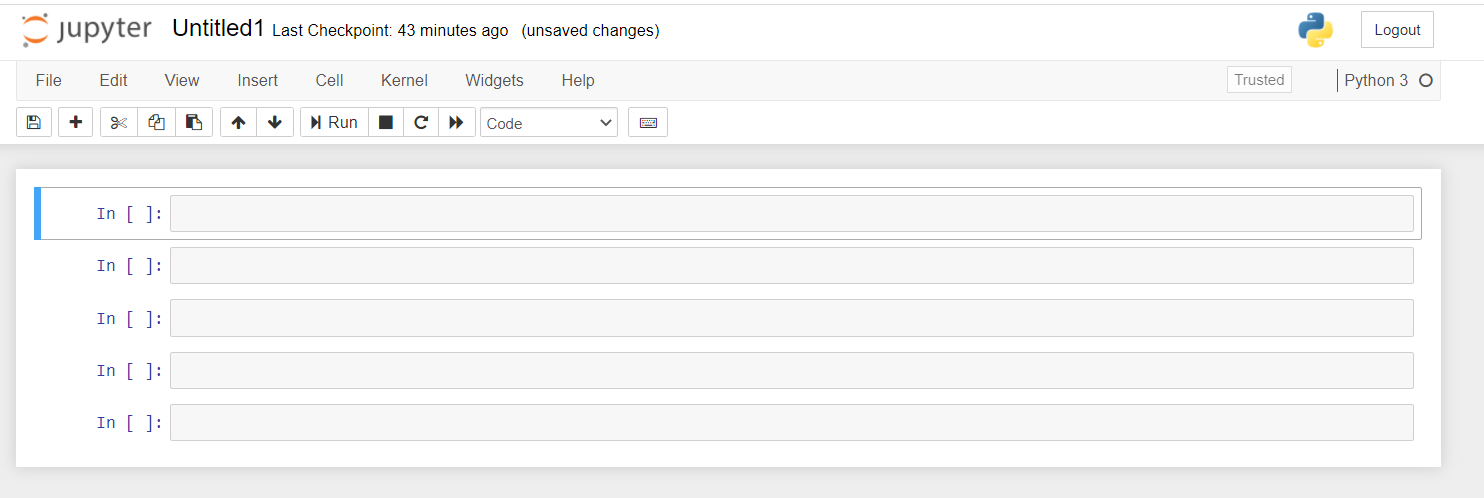 jupyter Untitled1 Last Checkpoint: 43 minutes ago (unsaved changes) Logout
File Edit View Insert Cell Kernel Widgets Help Trusted Python 3
Run Code
In [ ]:
In [ ]:
In [ ]:
In [ ]:
In [ ]: